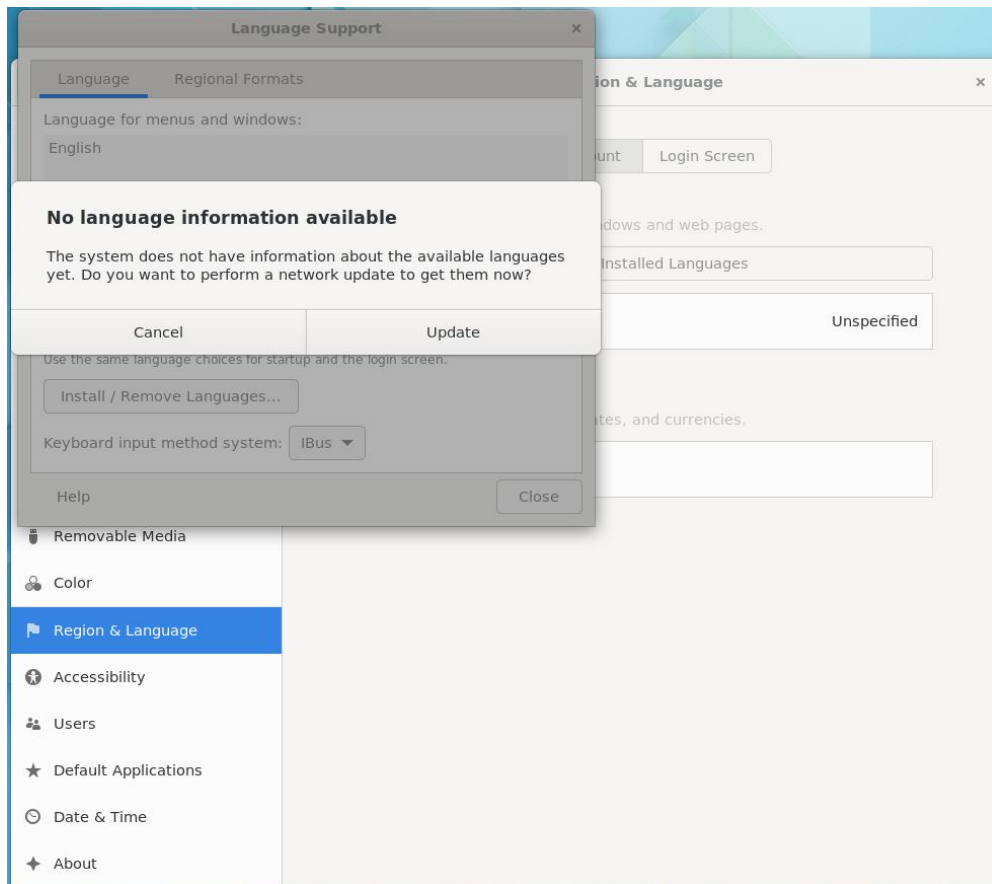 Language Support
×
Language
Regional Formats
Language for menus and windows:
English
No language information available
The system does not have information about the available languages
yet. Do you want to perform a network update to get them now?
Cancel
Update
Use the same language choices for startup and the login screen.
Install / Remove Languages...
Keyboard input method system: IBus
Help
Close
ion & Language
×
unt
Login Screen
dows and web pages.
Installed Languages
Unspecified
ates, and currencies.
Removable Media
Color
Region & Language
Accessibility
Users
Default Applications
Date & Time
About